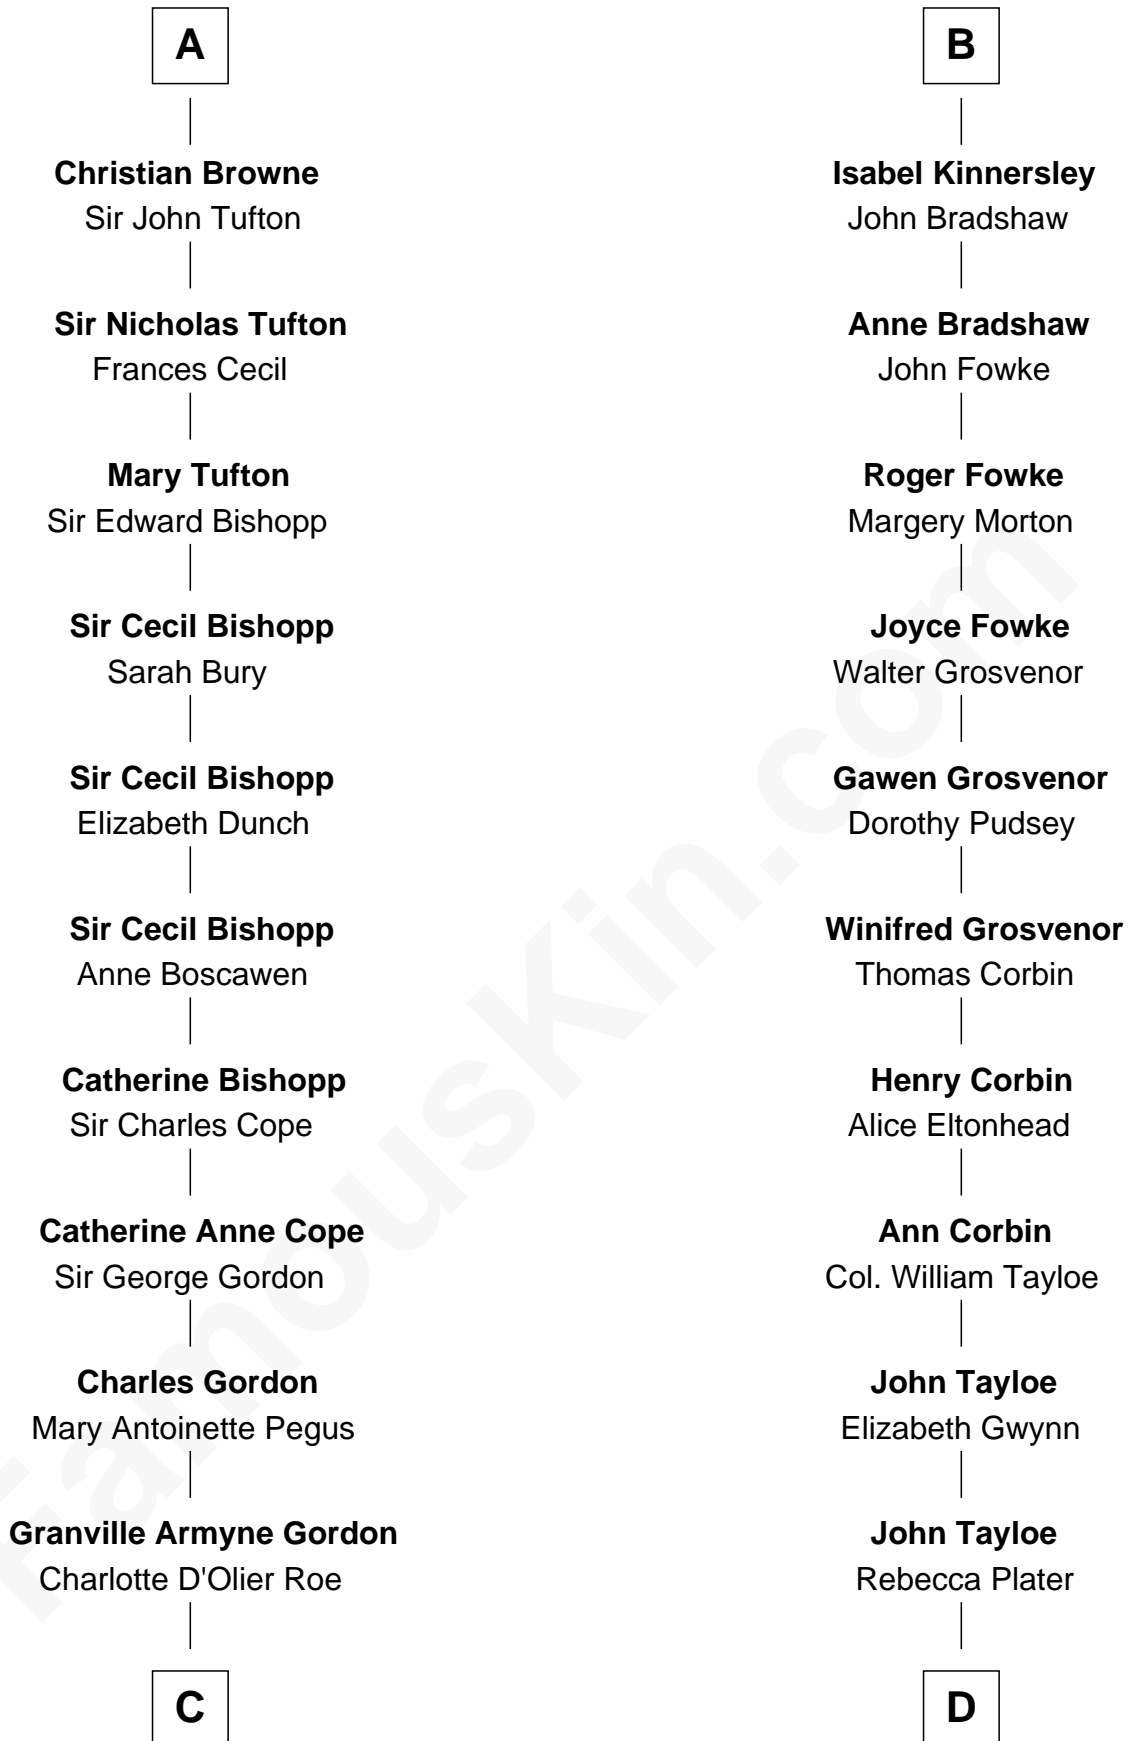 A
Christian Browne
Sir John Tufton
Sir Nicholas Tufton
Frances Cecil
Mary Tufton
Sir Edward Bishopp
Sir Cecil Bishopp
Sarah Bury
Sir Cecil Bishopp
Elizabeth Dunch
Sir Cecil Bishopp
Anne Boscawen
Catherine Bishopp
Sir Charles Cope
Catherine Anne Cope
Sir George Gordon
Charles Gordon
Mary Antoinette Pegus
Granville Armyne Gordon
Charlotte D'Olier Roe
C
B
Isabel Kinnersley
John Bradshaw
Anne Bradshaw
John Fowke
Roger Fowke
Margery Morton
Joyce Fowke
Walter Grosvenor
Gawen Grosvenor
Dorothy Pudsey
Winifred Grosvenor
Thomas Corbin
Henry Corbin
Alice Eltonhead
Ann Corbin
Col. William Tayloe
John Tayloe
Elizabeth Gwynn
John Tayloe
Rebecca Plater
D
FamousKin.com